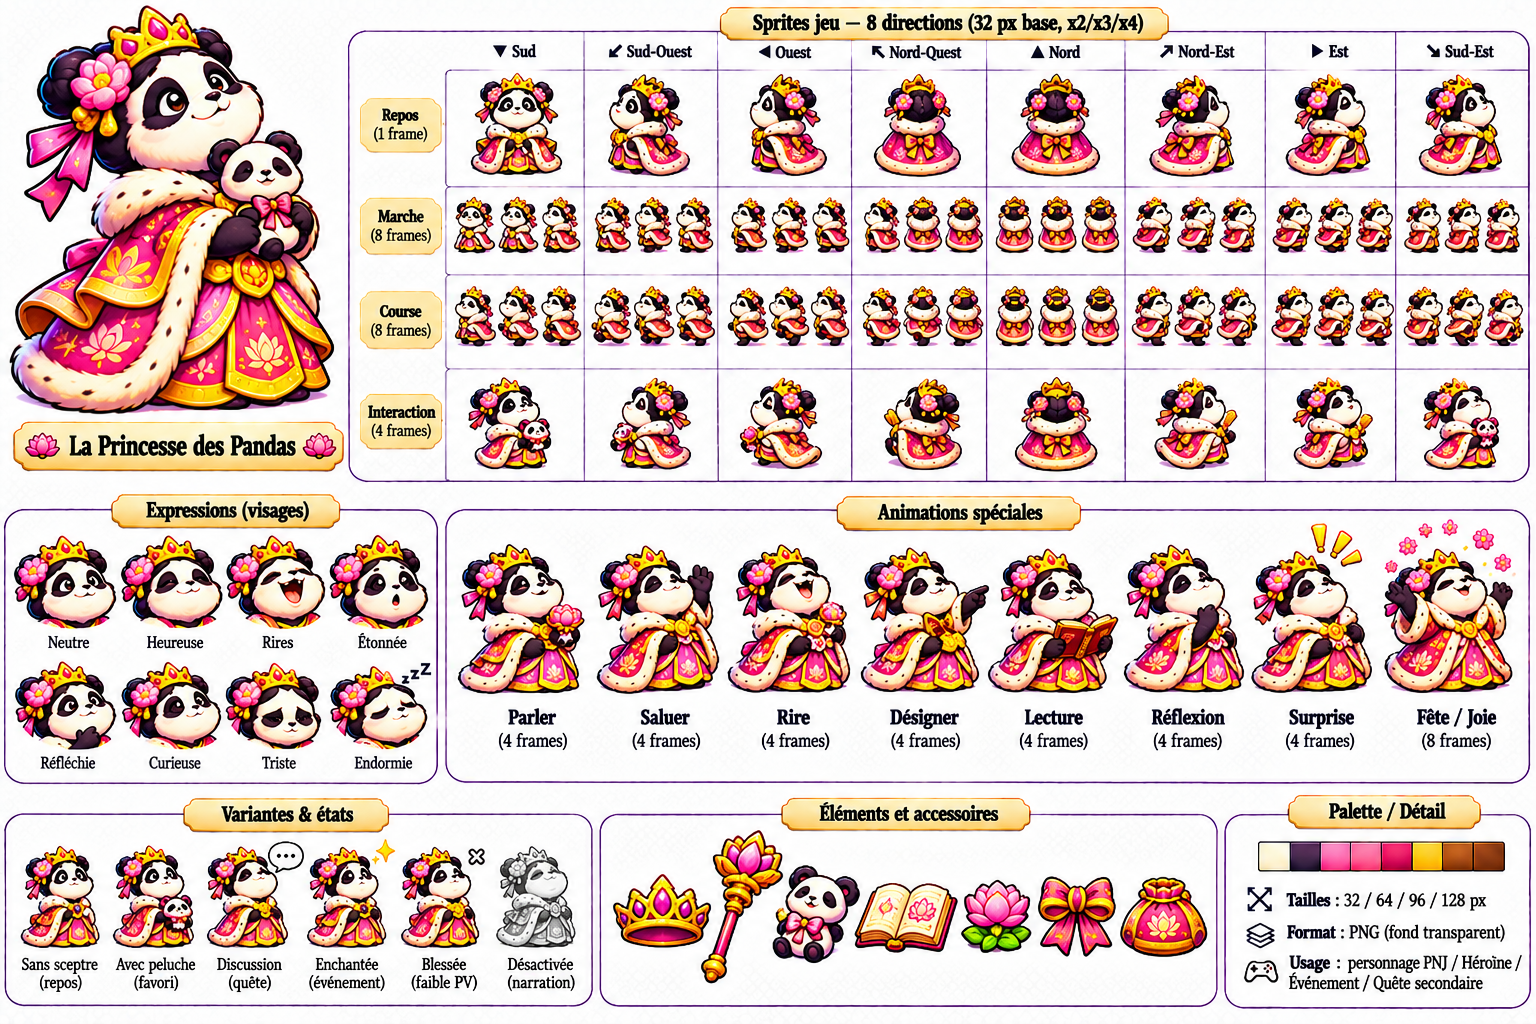 Sprites jeu — 8 directions (32 px base, x2/x3/x4)
▼ Sud
↙ Sud-Ouest
◀ Ouest
↖ Nord-Quest
▲ Nord
↗ Nord-Est
▶ Est
↘ Sud-Est
Repos
(1 frame)
Marche
(8 frames)
Course
(8 frames)
Interaction
(4 frames)
La Princesse des Pandas
Expressions (visages)
Neutre
Heureuse
Rires
Étonnée
zzZ
Réfléchie
Curieuse
Triste
Endormie
Animations spéciales
Parler
(4 frames)
Saluer
(4 frames)
Rire
(4 frames)
Désigner
(4 frames)
Lecture
(4 frames)
Réflexion
(4 frames)
Surprise
(4 frames)
Fête / Joie
(8 frames)
Variantes & états
Sans sceptre
(repos)
Avec peluche
(favori)
Discussion
(quête)
Enchantée
(événement)
Blessée
(faible PV)
Désactivée
(narration)
Éléments et accessoires
Palette / Détail
Tailles : 32 / 64 / 96 / 128 px
Format : PNG (fond transparent)
Usage : personnage PNJ / Héroïne /
Événement / Quête secondaire